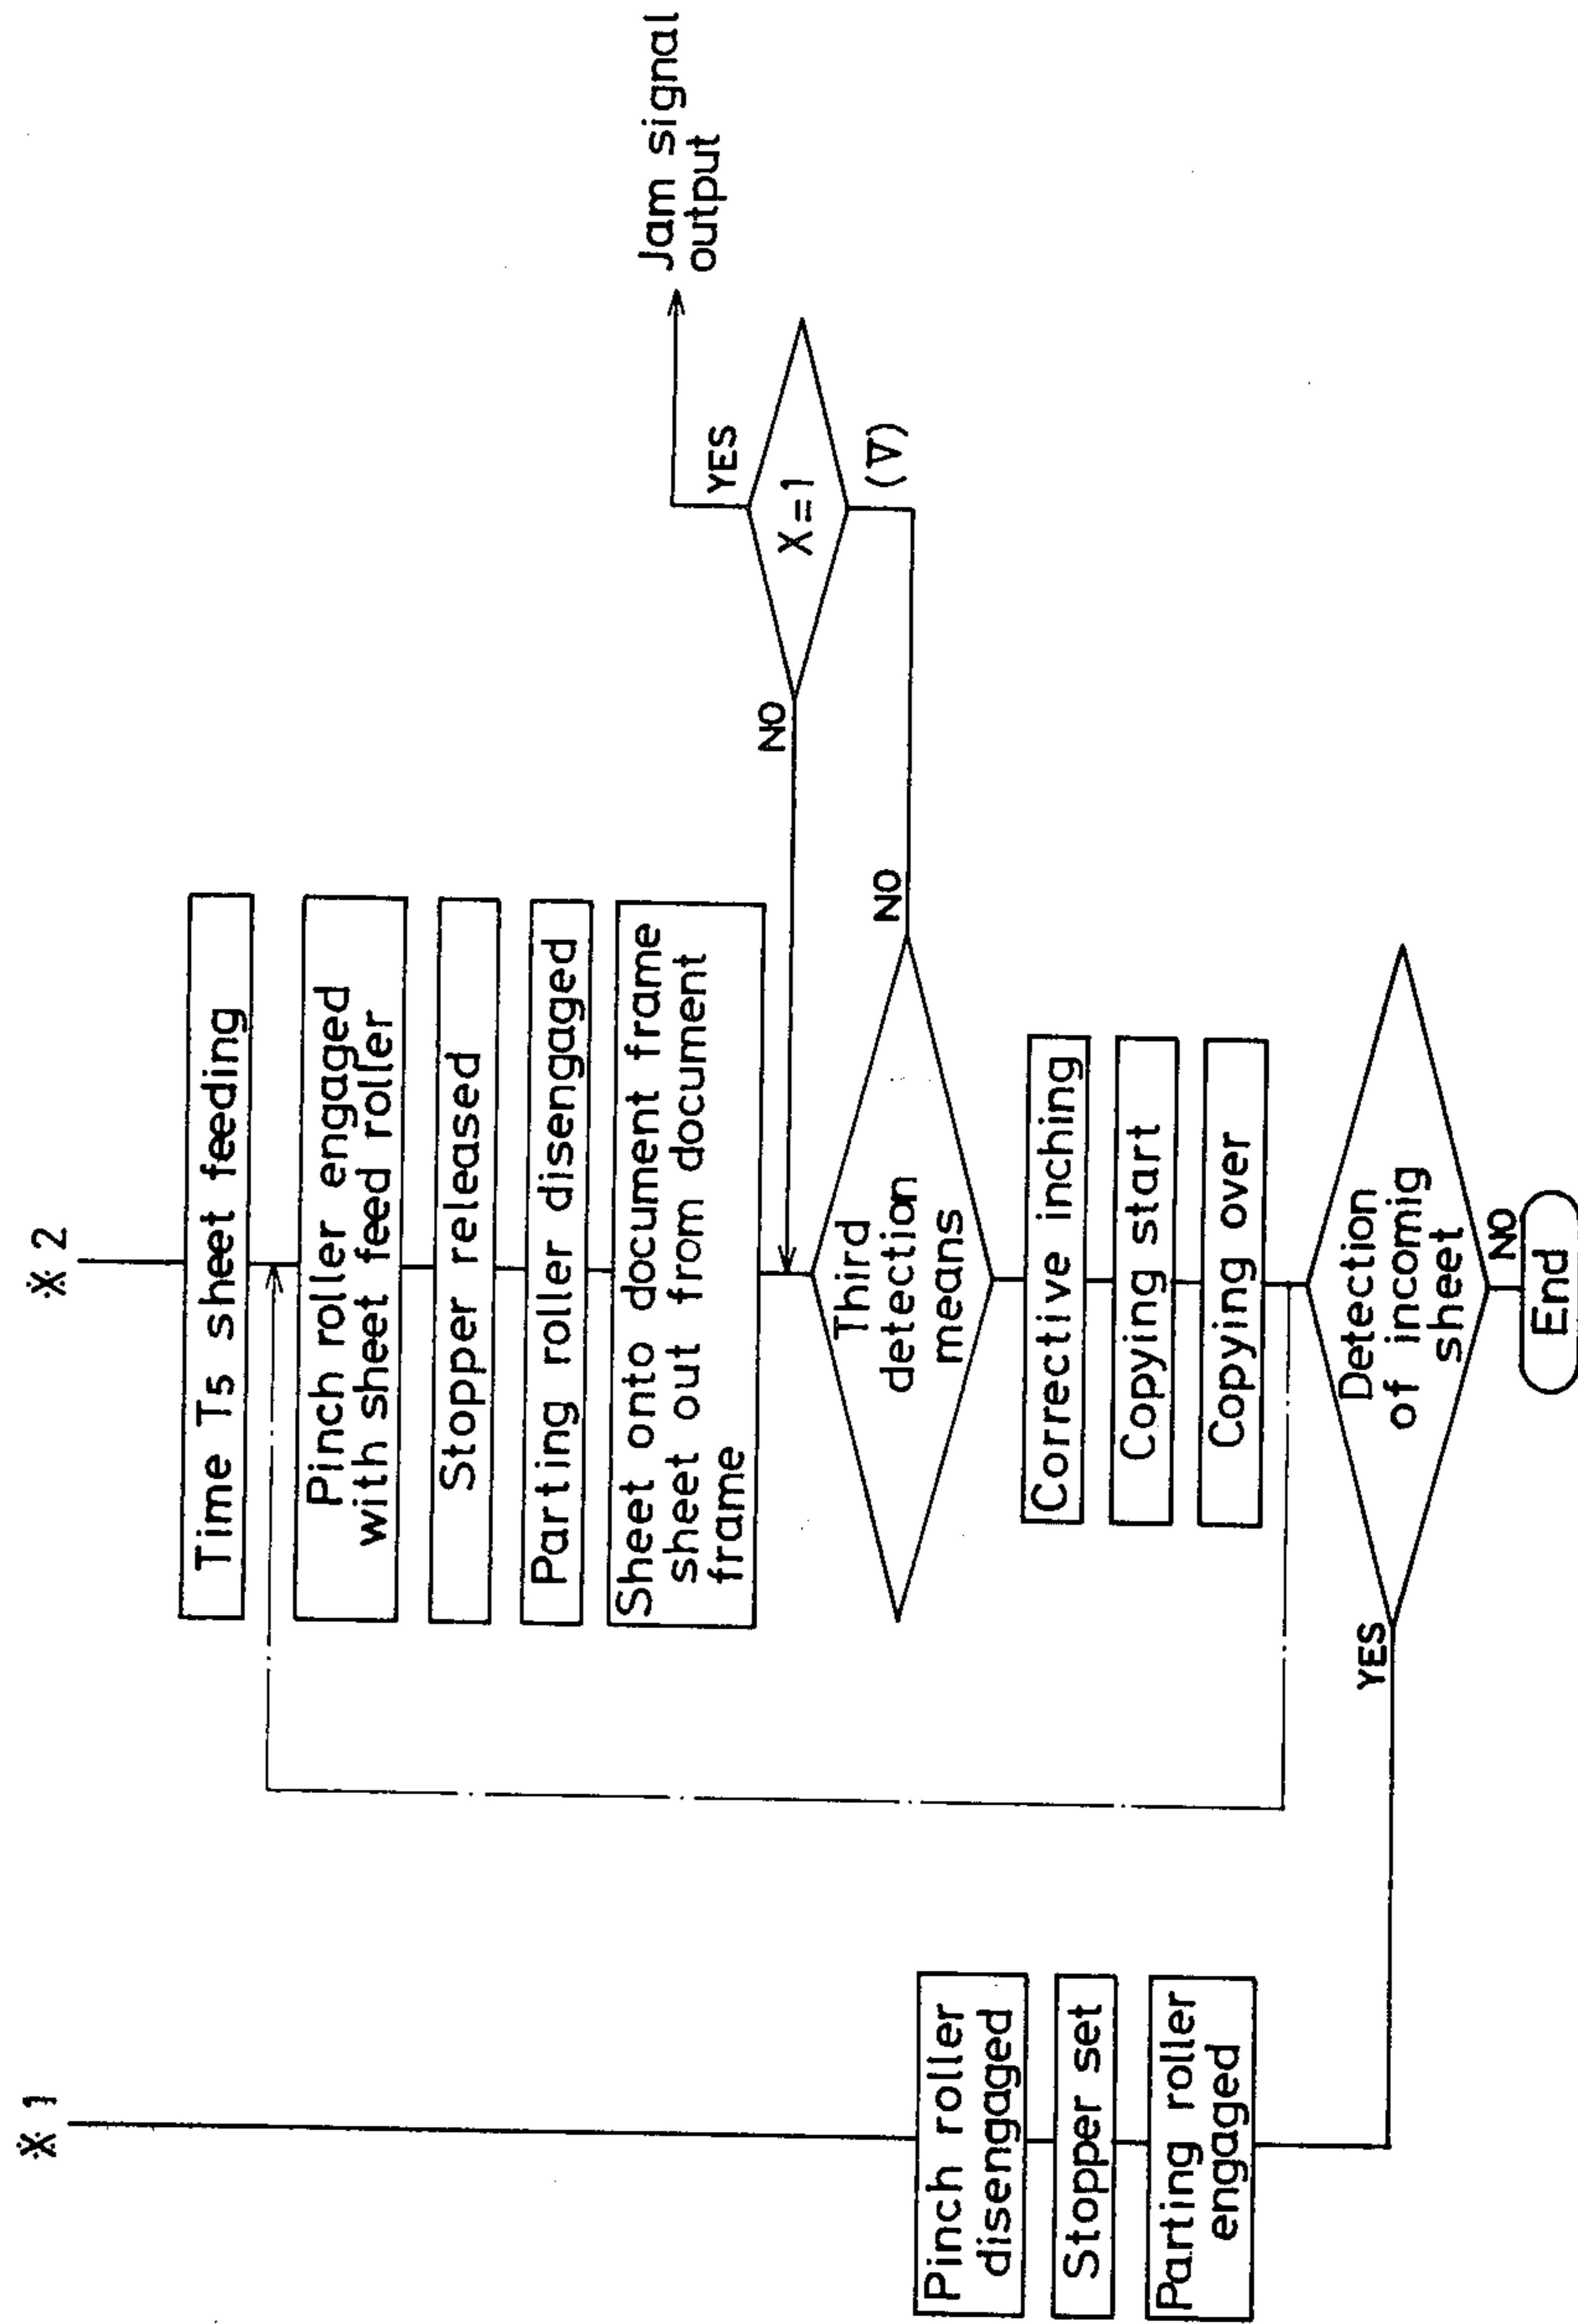 ※1
※2
Time T5 sheet feeding
Pinch roller engaged
with sheet feed roller
Stopper released
Parting roller disengaged
Sheet onto document frame
sheet out from document
frame
Jam signal
output
YES
X=1
NO
(V)
Third
detection
means
NO
Corrective inching
Copying start
Copying over
Pinch roller
disengaged
Stopper set
Parting roller
engaged
YES
Detection
of incomig
sheet
NO
End